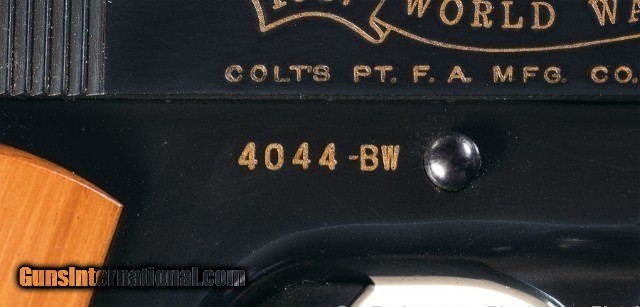 WORLD WA
COLT'S PT. F. A. MFG. CO.
4044-BW
GunsInternational.com